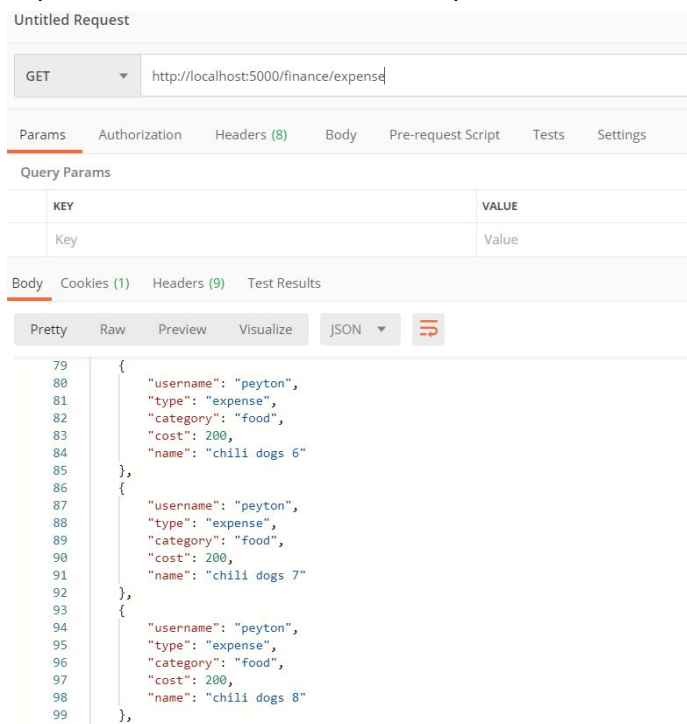 Untitled Request
GET http://localhost:5000/finance/expense
Params Authorization Headers (8) Body Pre-request Script Tests Settings
Query Params
KEY VALUE
Key Value
Body Cookies (1) Headers (9) Test Results
Pretty Raw Preview Visualize JSON
79 {
80 "username": "peyton",
81 "type": "expense",
82 "category": "food",
83 "cost": 200,
84 "name": "chili dogs 6"
85 },
86 {
87 "username": "peyton",
88 "type": "expense",
89 "category": "food",
90 "cost": 200,
91 "name": "chili dogs 7"
92 },
93 {
94 "username": "peyton",
95 "type": "expense",
96 "category": "food",
97 "cost": 200,
98 "name": "chili dogs 8"
99 },